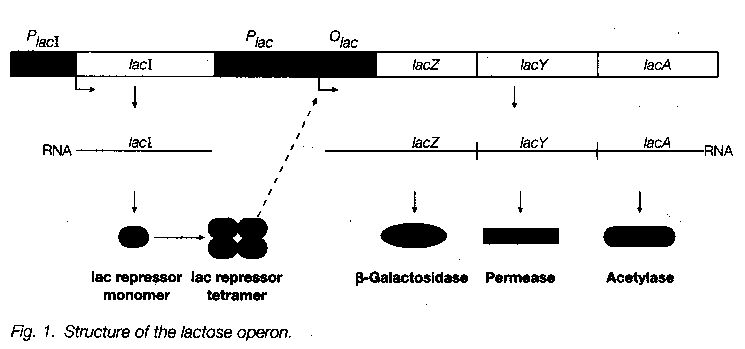 PlacI Plac Olac
lacI lacZ lacY lacA
RNA lacI lacZ lacY lacA RNA
lac repressor lac repressor β-Galactosidase Permease Acetylase
monomer tetramer
Fig. 1. Structure of the lactose operon.